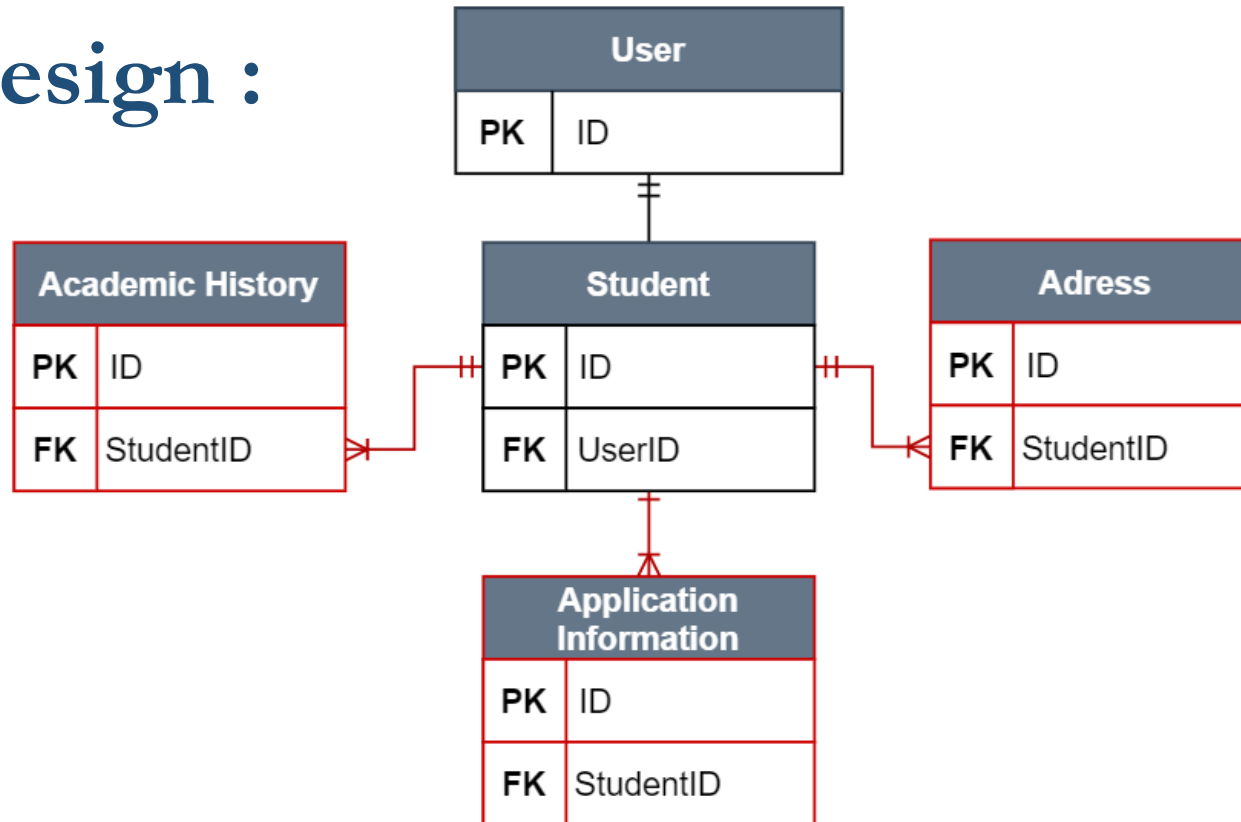 esign :
User
PK ID
Academic History
PK ID
FK StudentID
Student
PK ID
FK UserID
Adress
PK ID
FK StudentID
Application
Information
PK ID
FK StudentID